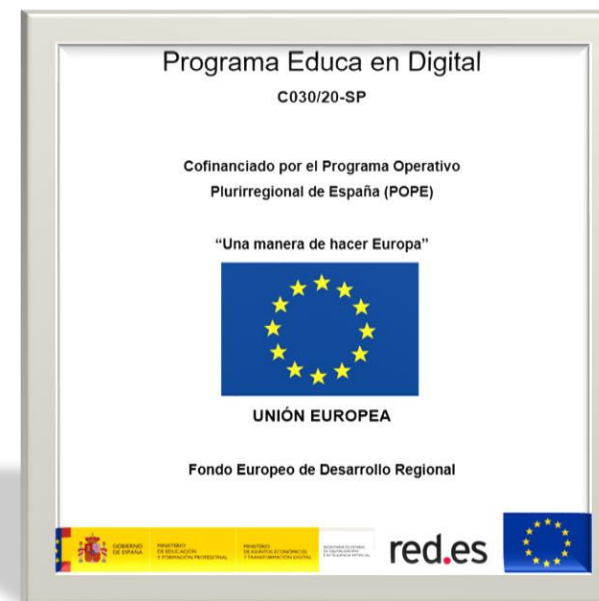 Programa Educa en Digital
C030/20-SP
Cofinanciado por el Programa Operativo
Plurirregional de España (POPE)
“Una manera de hacer Europa”
UNIÓN EUROPEA
Fondo Europeo de Desarrollo Regional
GOBIERNO
DE ESPAÑA
MINISTERIO
DE EDUCACIÓN
Y FORMACIÓN PROFESIONAL
MINISTERIO
DE ASUNTOS ECONÓMICOS
Y TRANSFORMACIÓN DIGITAL
red.es